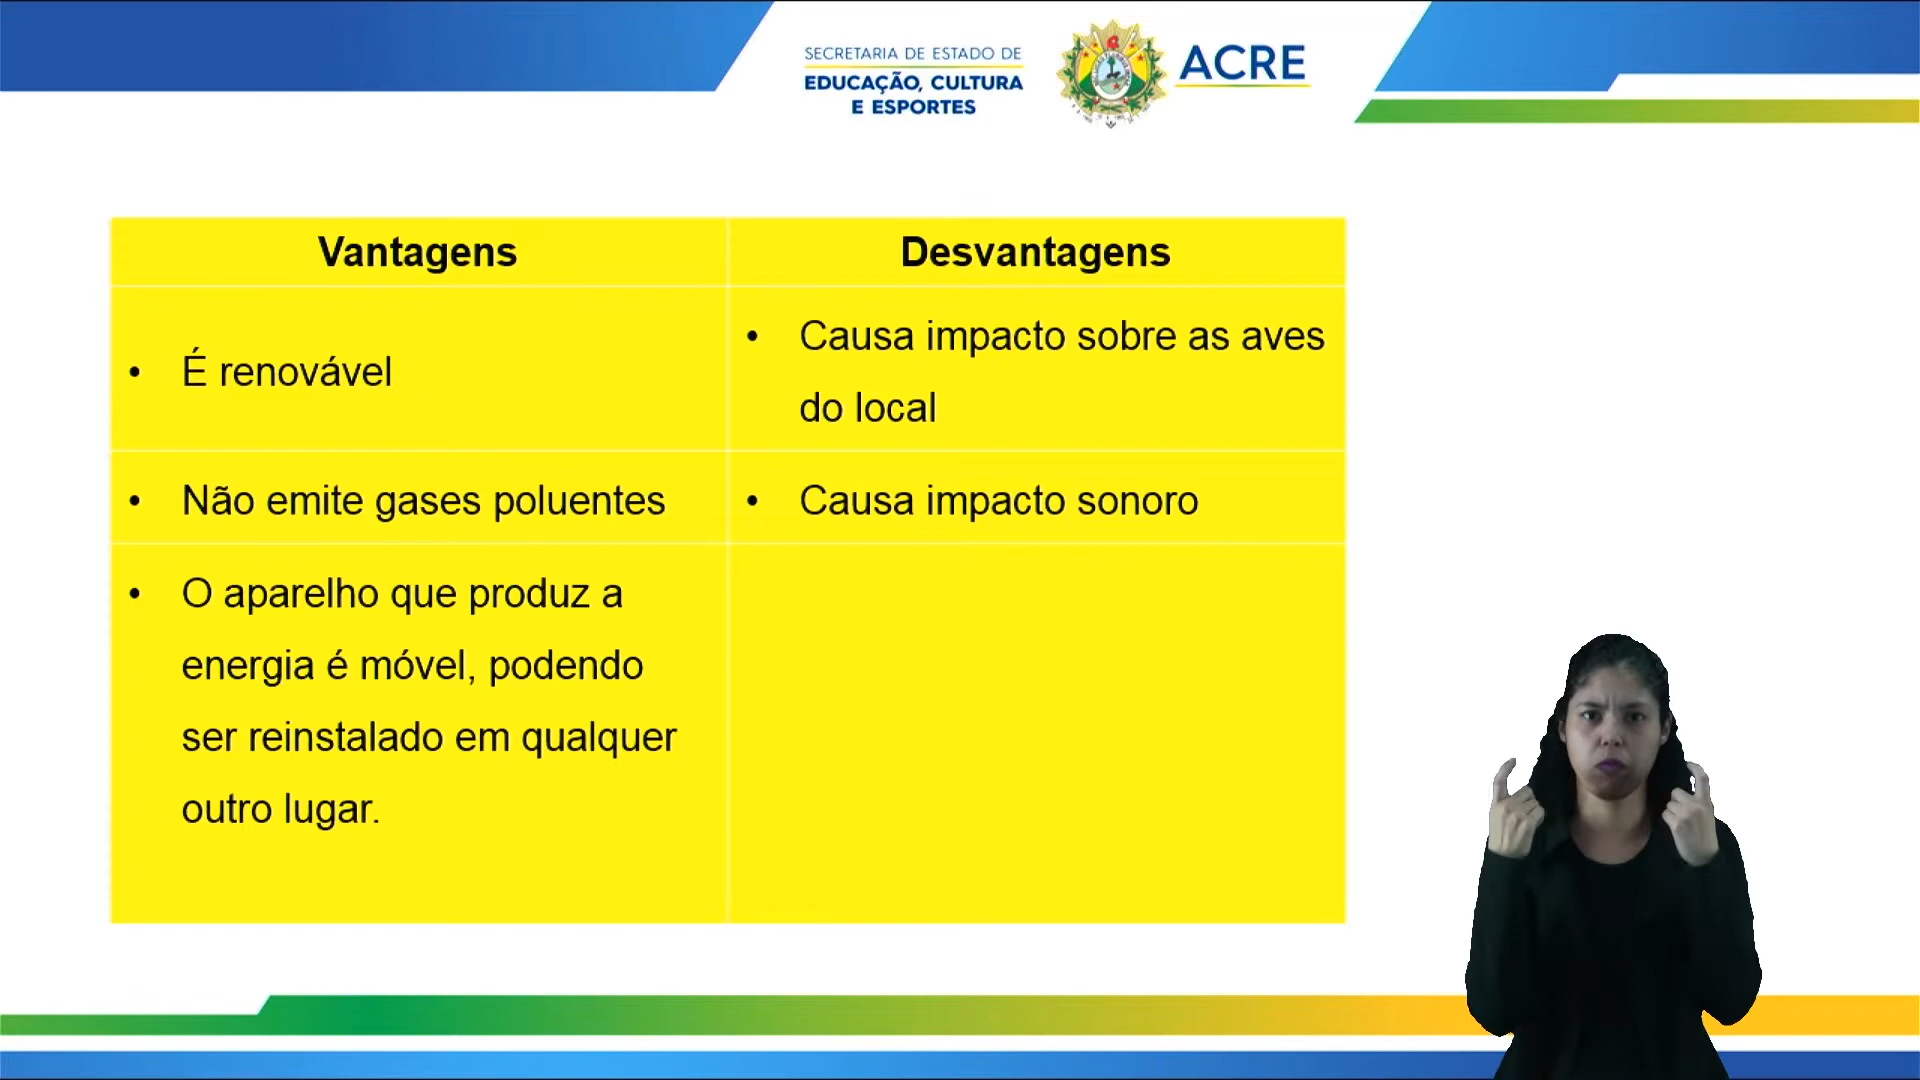 SECRETARIA DE ESTADO DE
EDUCAÇÃO, CULTURA
E ESPORTES
ACRE
Vantagens
Desvantagens
• É renovável
• Causa impacto sobre as aves
do local
• Não emite gases poluentes
• Causa impacto sonoro
• O aparelho que produz a
energia é móvel, podendo
ser reinstalado em qualquer
outro lugar.